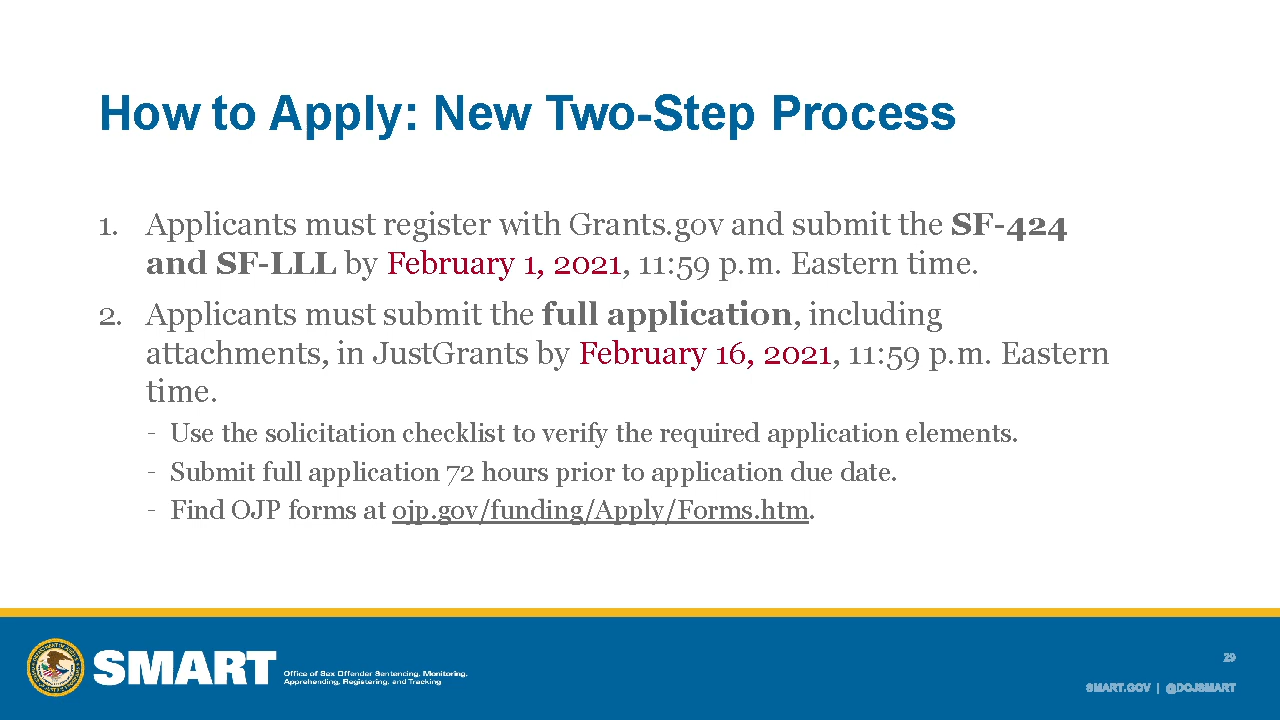 How to Apply: New Two-Step Process
1. Applicants must register with Grants.gov and submit the SF-424
and SF-LLL by February 1, 2021, 11:59 p.m. Eastern time.
2. Applicants must submit the full application, including
attachments, in JustGrants by February 16, 2021, 11:59 p.m. Eastern
time.
- Use the solicitation checklist to verify the required application elements.
- Submit full application 72 hours prior to application due date.
- Find OJP forms at ojp.gov/funding/Apply/Forms.htm.
29
SMART
Office of Sex Offender Sentencing, Monitoring,
Apprehending, Registering, and Tracking
SMART.GOV | @DOJSMART